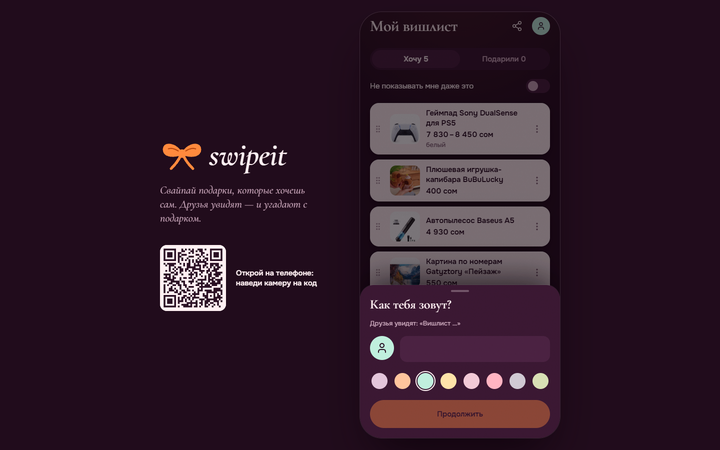 swipeit
Свайпай подарки, которые хочешь
сам. Друзья увидят — и угадают с
подарком.
Открой на телефоне:
наведи камеру на код
Мой вишлист
Хочу 5
Подарили 0
Не показывать мне даже это
Геймпад Sony DualSense
для PS5
7 830 – 8 450 сом
белый
Плюшевая игрушка-
капибара BuBuLucky
400 сом
Автопылесос Baseus A5
4 930 сом
Картина по номерам
Gatyztory «Пейзаж»
550 сом
Как тебя зовут?
Друзья увидят: «Вишлист ...»
Продолжить